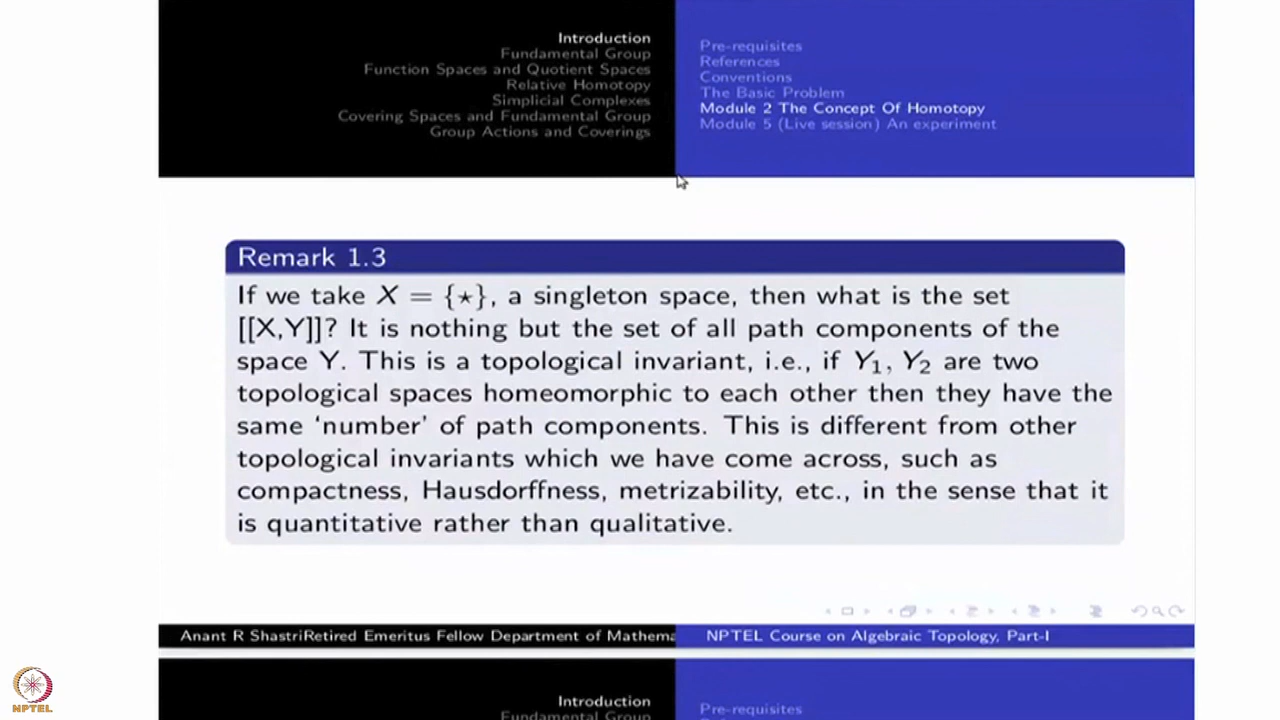 Introduction
Fundamental Group
Function Spaces and Quotient Spaces
Relative Homotopy
Simplicial Complexes
Covering Spaces and Fundamental Group
Group Actions and Coverings
Pre-requisites
References
Conventions
The Basic Problem
Module 2 The Concept Of Homotopy
Module 5 (Live session) An experiment
Remark 1.3
If we take X = {⋆}, a singleton space, then what is the set
[[X,Y]]? It is nothing but the set of all path components of the
space Y. This is a topological invariant, i.e., if Y₁, Y₂ are two
topological spaces homeomorphic to each other then they have the
same ‘number’ of path components. This is different from other
topological invariants which we have come across, such as
compactness, Hausdorffness, metrizability, etc., in the sense that it
is quantitative rather than qualitative.
Anant R ShastriRetired Emeritus Fellow Department of Mathema
NPTEL Course on Algebraic Topology, Part-I
Introduction
Fundamental Group
Pre-requisites
NPTEL